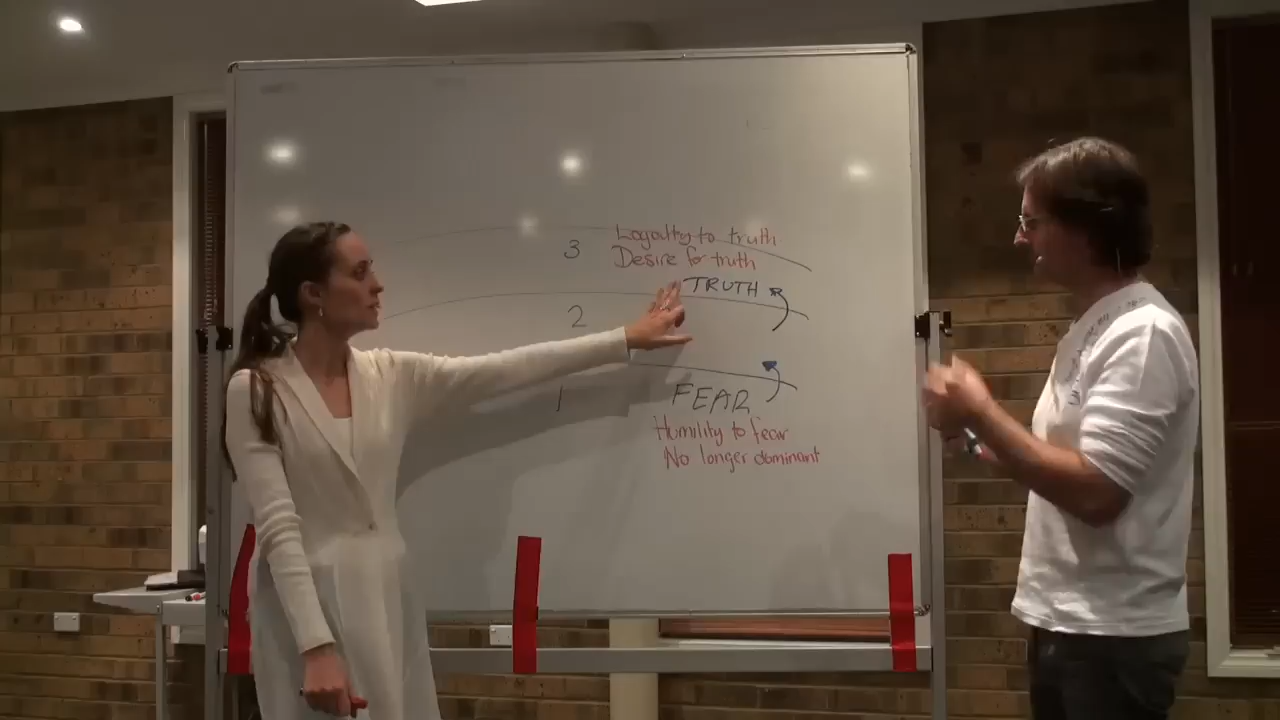 3 Loyalty to truth
Desire for truth
TRUTH
2
1 FEAR
Humility to fear
No longer dominant